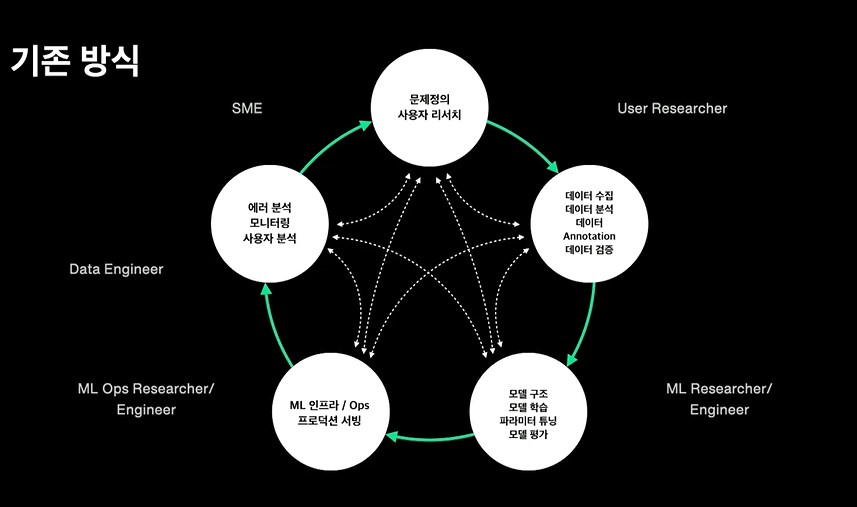 기존 방식
SME
문제정의
사용자 리서치
User Researcher
에러 분석
모니터링
사용자 분석
데이터 수집
데이터 분석
데이터
Annotation
데이터 검증
Data Engineer
ML Ops Researcher/
Engineer
ML 인프라 / Ops
프로덕션 서빙
모델 구조
모델 학습
파라미터 튜닝
모델 평가
ML Researcher/
Engineer